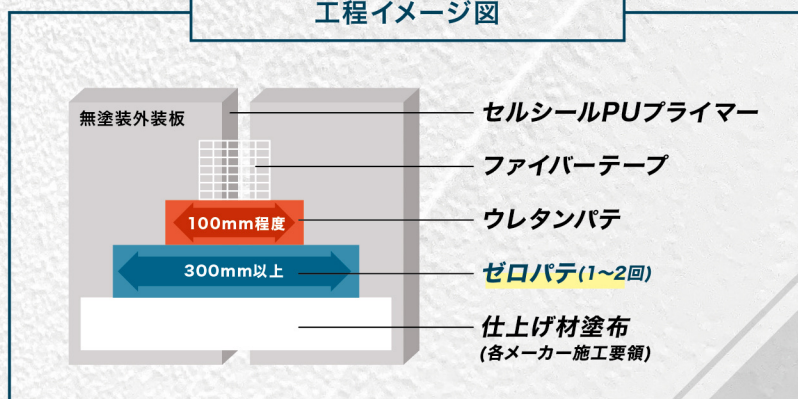 工程イメージ図
無塗装外装板
セルシールPUプライマー
ファイバーテープ
100mm程度
ウレタンパテ
300mm以上
ゼロパテ(1〜2回)
仕上げ材塗布
(各メーカー施工要領)